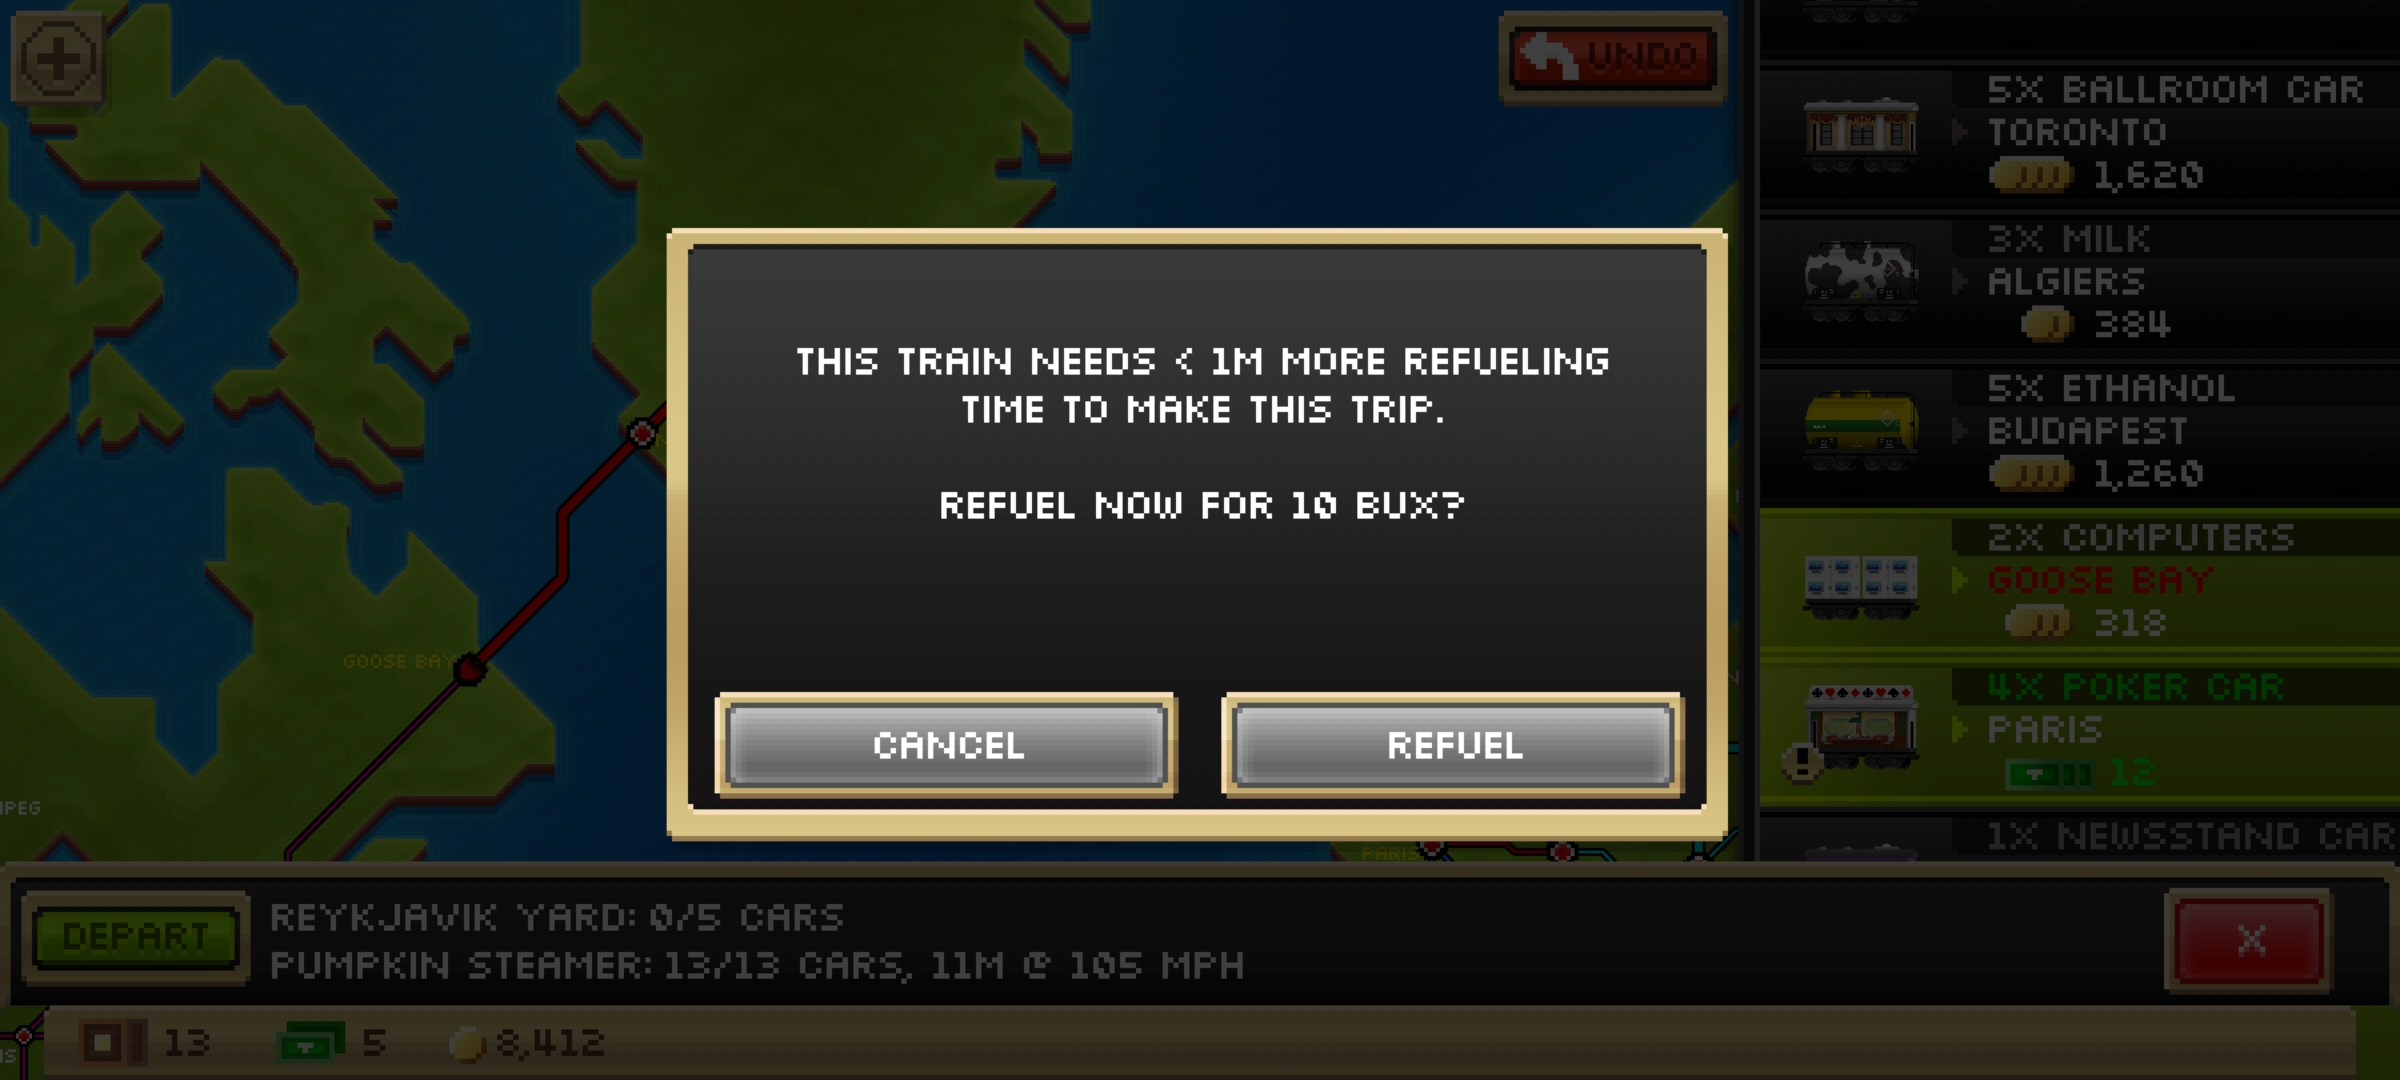 UNDO
5X BALLROOM CAR
TORONTO
1,620
3X MILK
ALGIERS
384
5X ETHANOL
BUDAPEST
1,260
2X COMPUTERS
GOOSE BAY
318
4X POKER CAR
PARIS
12
1X NEWSSTAND CAR
THIS TRAIN NEEDS < 1M MORE REFUELING
TIME TO MAKE THIS TRIP.
REFUEL NOW FOR 10 BUX?
CANCEL
REFUEL
GOOSE BAY
IPEG
PARIS
DEPART
REYKJAVIK YARD: 0/5 CARS
PUMPKIN STEAMER: 13/13 CARS, 11M @ 105 MPH
X
13
5
8,412